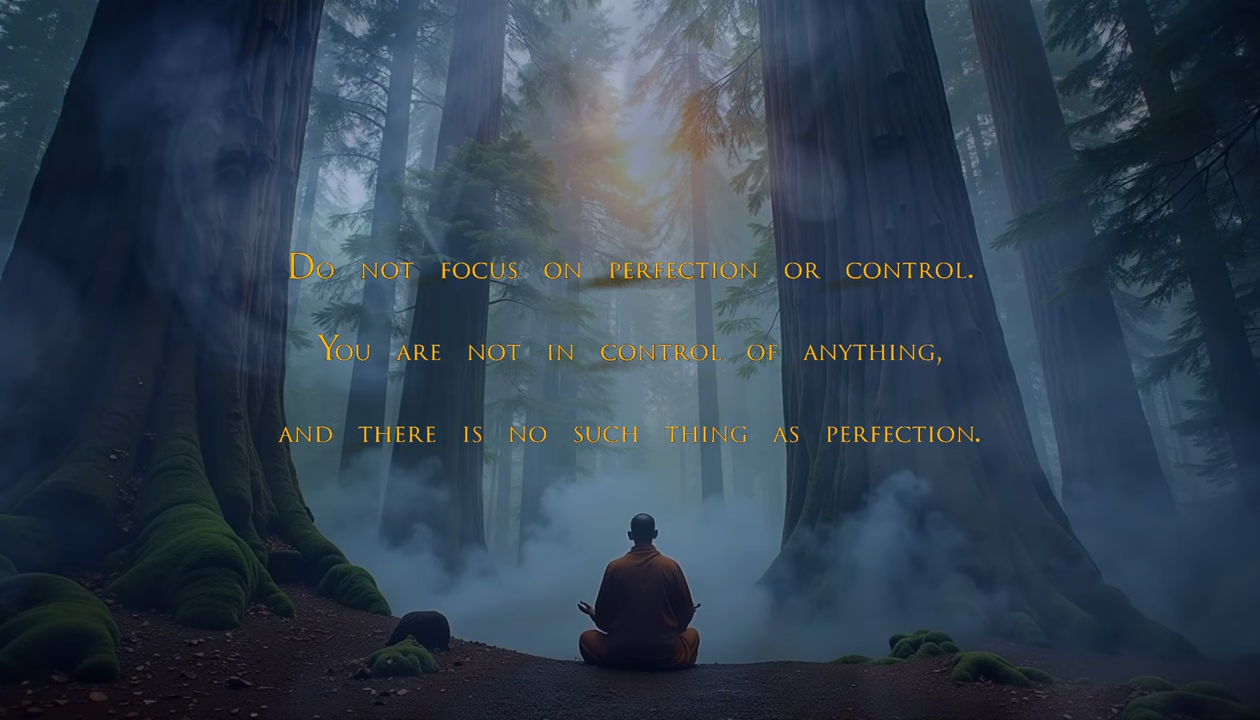 Do not focus on perfection or control.
You are not in control of anything,
and there is no such thing as perfection.